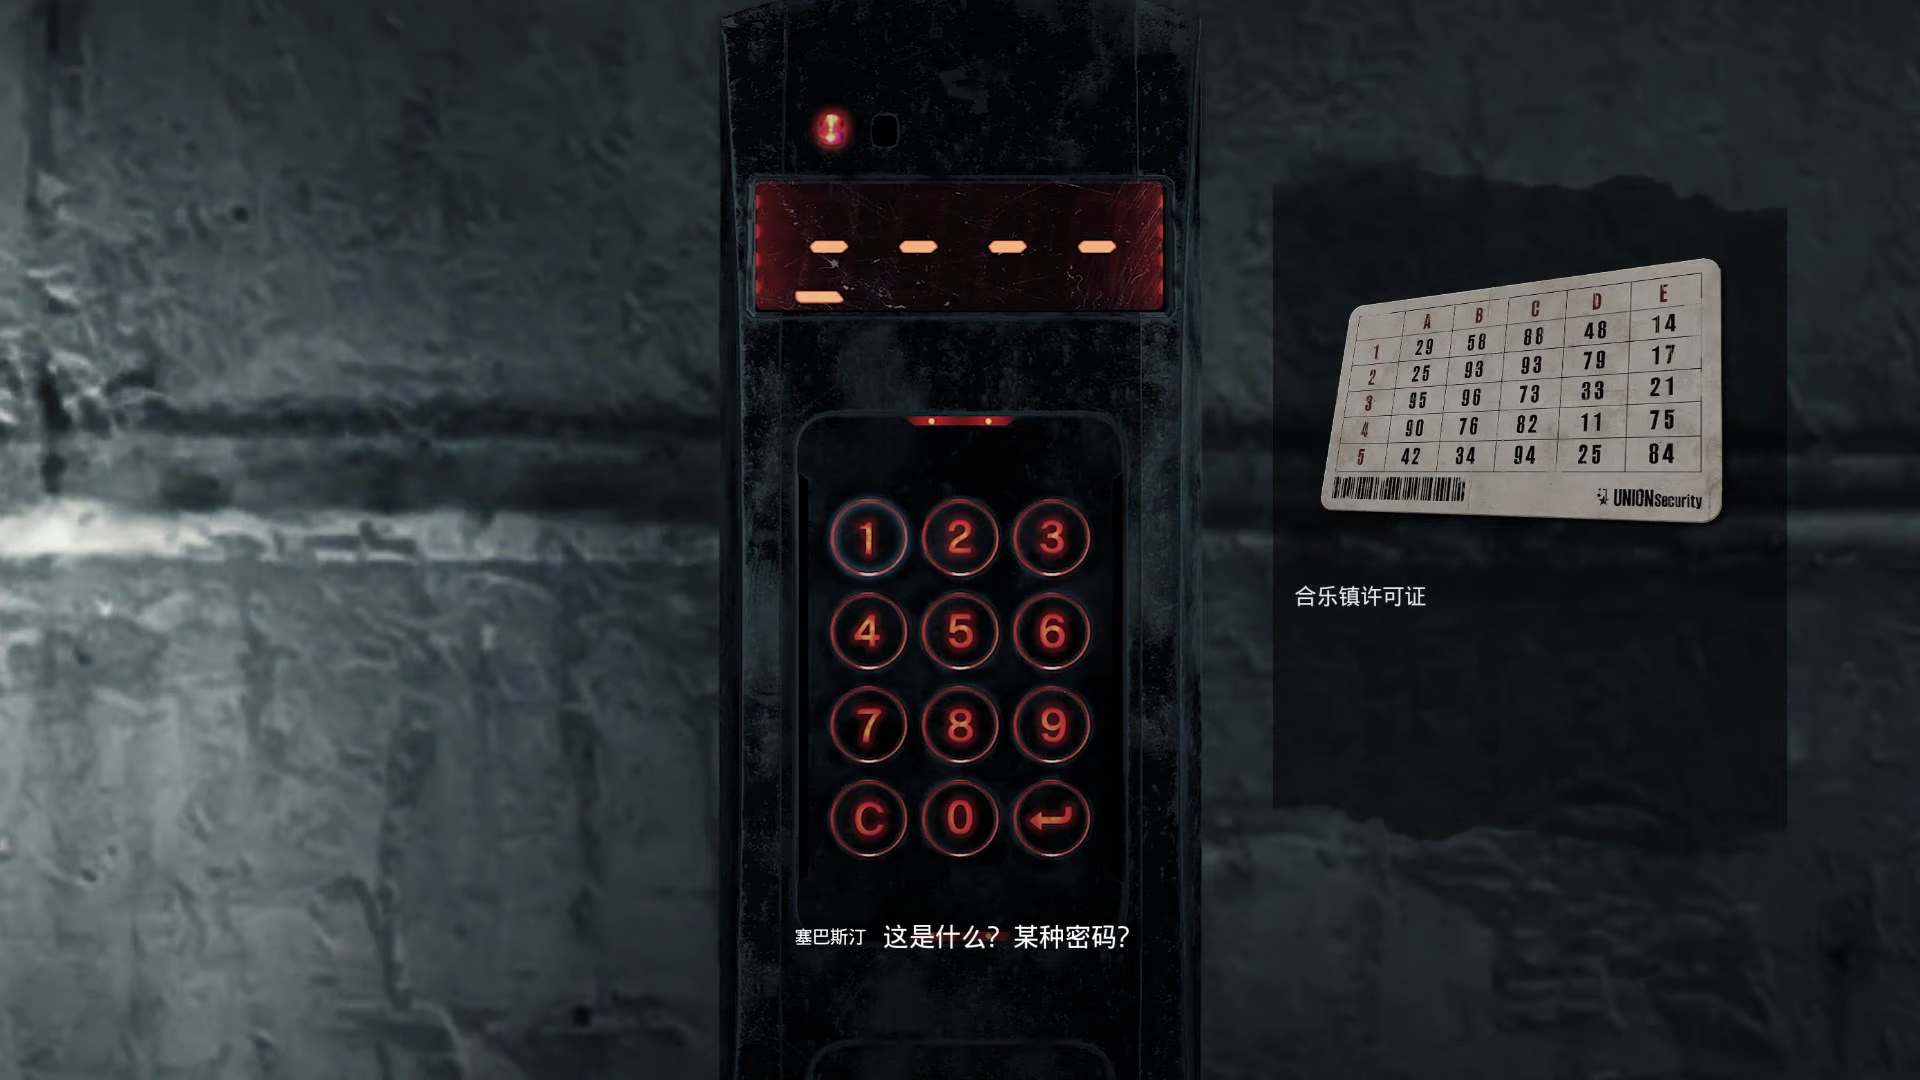 A B C D E
1 29 58 88 48 14
2 25 93 93 79 17
3 95 96 73 33 21
4 90 76 82 11 75
5 42 34 94 25 84
UNION Security
合乐镇许可证
1 2 3
4 5 6
7 8 9
C 0
塞巴斯汀 这是什么？某种密码？